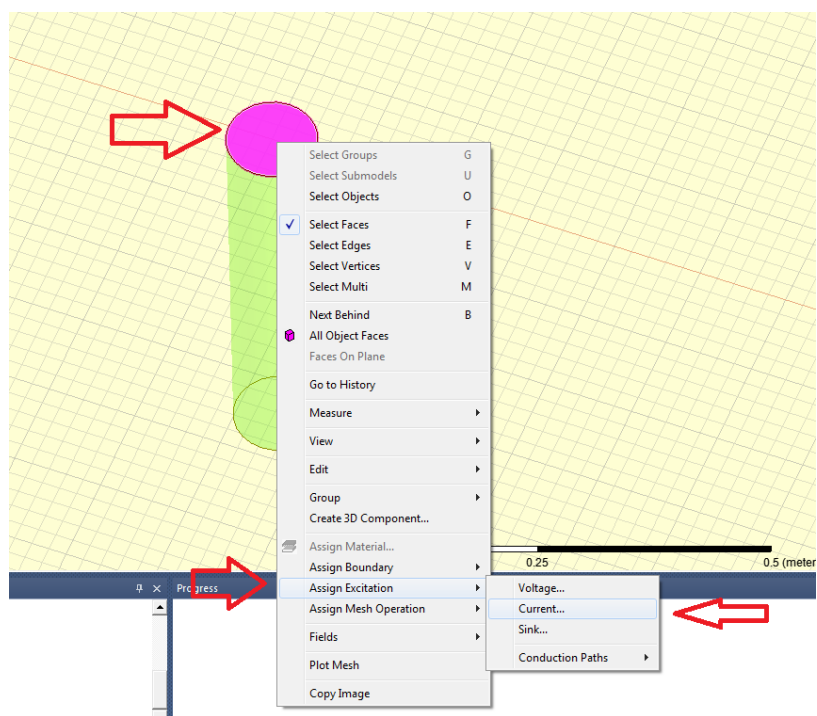 Select Groups G
Select Submodels U
Select Objects O
Select Faces F
Select Edges E
Select Vertices V
Select Multi M
Next Behind B
All Object Faces
Faces On Plane
Go to History
Measure
View
Edit
Group
Create 3D Component...
Assign Material...
0.25 0.5 (meter
Assign Boundary
Progress
Assign Excitation
Voltage...
Assign Mesh Operation
Current...
Sink...
Fields
Conduction Paths
Plot Mesh
Copy Image